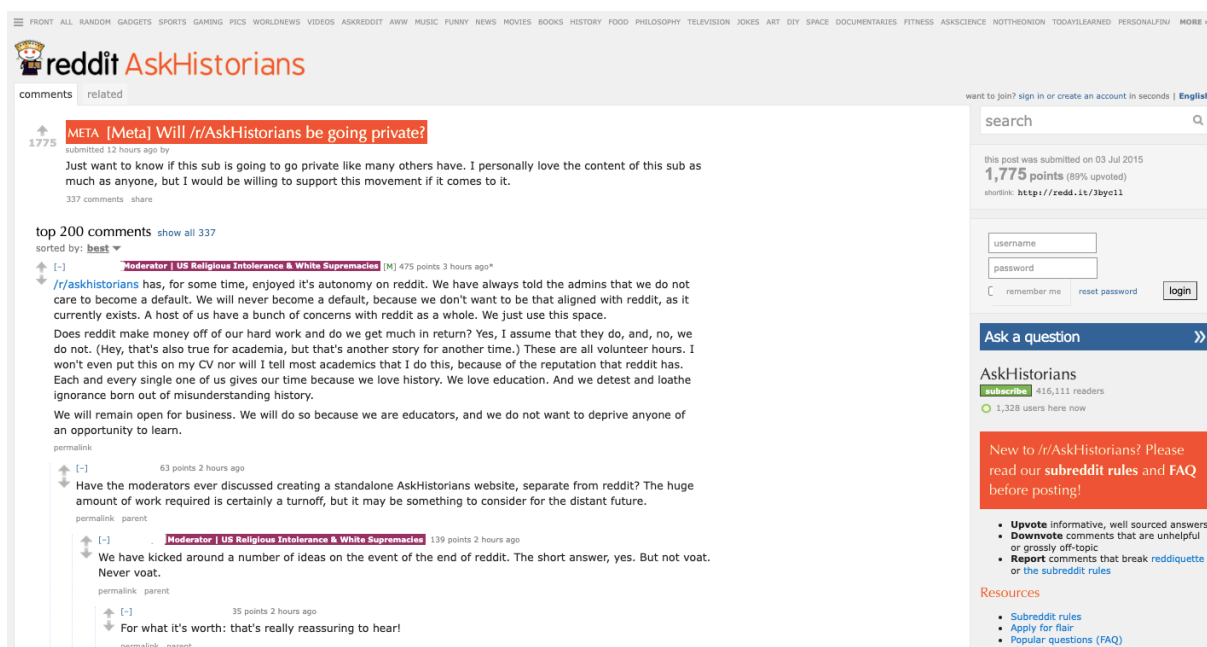 FRONT ALL RANDOM GADGETS SPORTS GAMING PICS WORLDNEWS VIDEOS ASKREDDIT AWW MUSIC FUNNY NEWS MOVIES BOOKS HISTORY FOOD PHILOSOPHY TELEVISION JOKES ART DIY SPACE DOCUMENTARIES FITNESS ASKSCIENCE NOTTHEONION TODAYILEARNED PERSONALFIN MORE »
reddit AskHistorians
comments related
want to join? sign in or create an account in seconds | English
META [Meta] Will /r/AskHistorians be going private?
1775
submitted 12 hours ago by
Just want to know if this sub is going to go private like many others have. I personally love the content of this sub as
much as anyone, but I would be willing to support this movement if it comes to it.
337 comments share
top 200 comments show all 337
sorted by: best
[–] Moderator | US Religious Intolerance & White Supremacies [M] 475 points 3 hours ago*
/r/askhistorians has, for some time, enjoyed it's autonomy on reddit. We have always told the admins that we do not
care to become a default. We will never become a default, because we don't want to be that aligned with reddit, as it
currently exists. A host of us have a bunch of concerns with reddit as a whole. We just use this space.
Does reddit make money off of our hard work and do we get much in return? Yes, I assume that they do, and, no, we
do not. (Hey, that's also true for academia, but that's another story for another time.) These are all volunteer hours. I
won't even put this on my CV nor will I tell most academics that I do this, because of the reputation that reddit has.
Each and every single one of us gives our time because we love history. We love education. And we detest and loathe
ignorance born out of misunderstanding history.
We will remain open for business. We will do so because we are educators, and we do not want to deprive anyone of
an opportunity to learn.
permalink
[–] 63 points 2 hours ago
Have the moderators ever discussed creating a standalone AskHistorians website, separate from reddit? The huge
amount of work required is certainly a turnoff, but it may be something to consider for the distant future.
permalink parent
[–] Moderator | US Religious Intolerance & White Supremacies 139 points 2 hours ago
We have kicked around a number of ideas on the event of the end of reddit. The short answer, yes. But not voat.
Never voat.
permalink parent
[–] 35 points 2 hours ago
For what it's worth: that's really reassuring to hear!
permalink parent
search
this post was submitted on 03 Jul 2015
1,775 points (89% upvoted)
shortlink: http://redd.it/3byc1l
username
password
remember me reset password login
Ask a question »
AskHistorians
subscribe 416,111 readers
1,328 users here now
New to /r/AskHistorians? Please
read our subreddit rules and FAQ
before posting!
• Upvote informative, well sourced answers
• Downvote comments that are unhelpful
or grossly off-topic
• Report comments that break reddiquette
or the subreddit rules
Resources
• Subreddit rules
• Apply for flair
• Popular questions (FAQ)